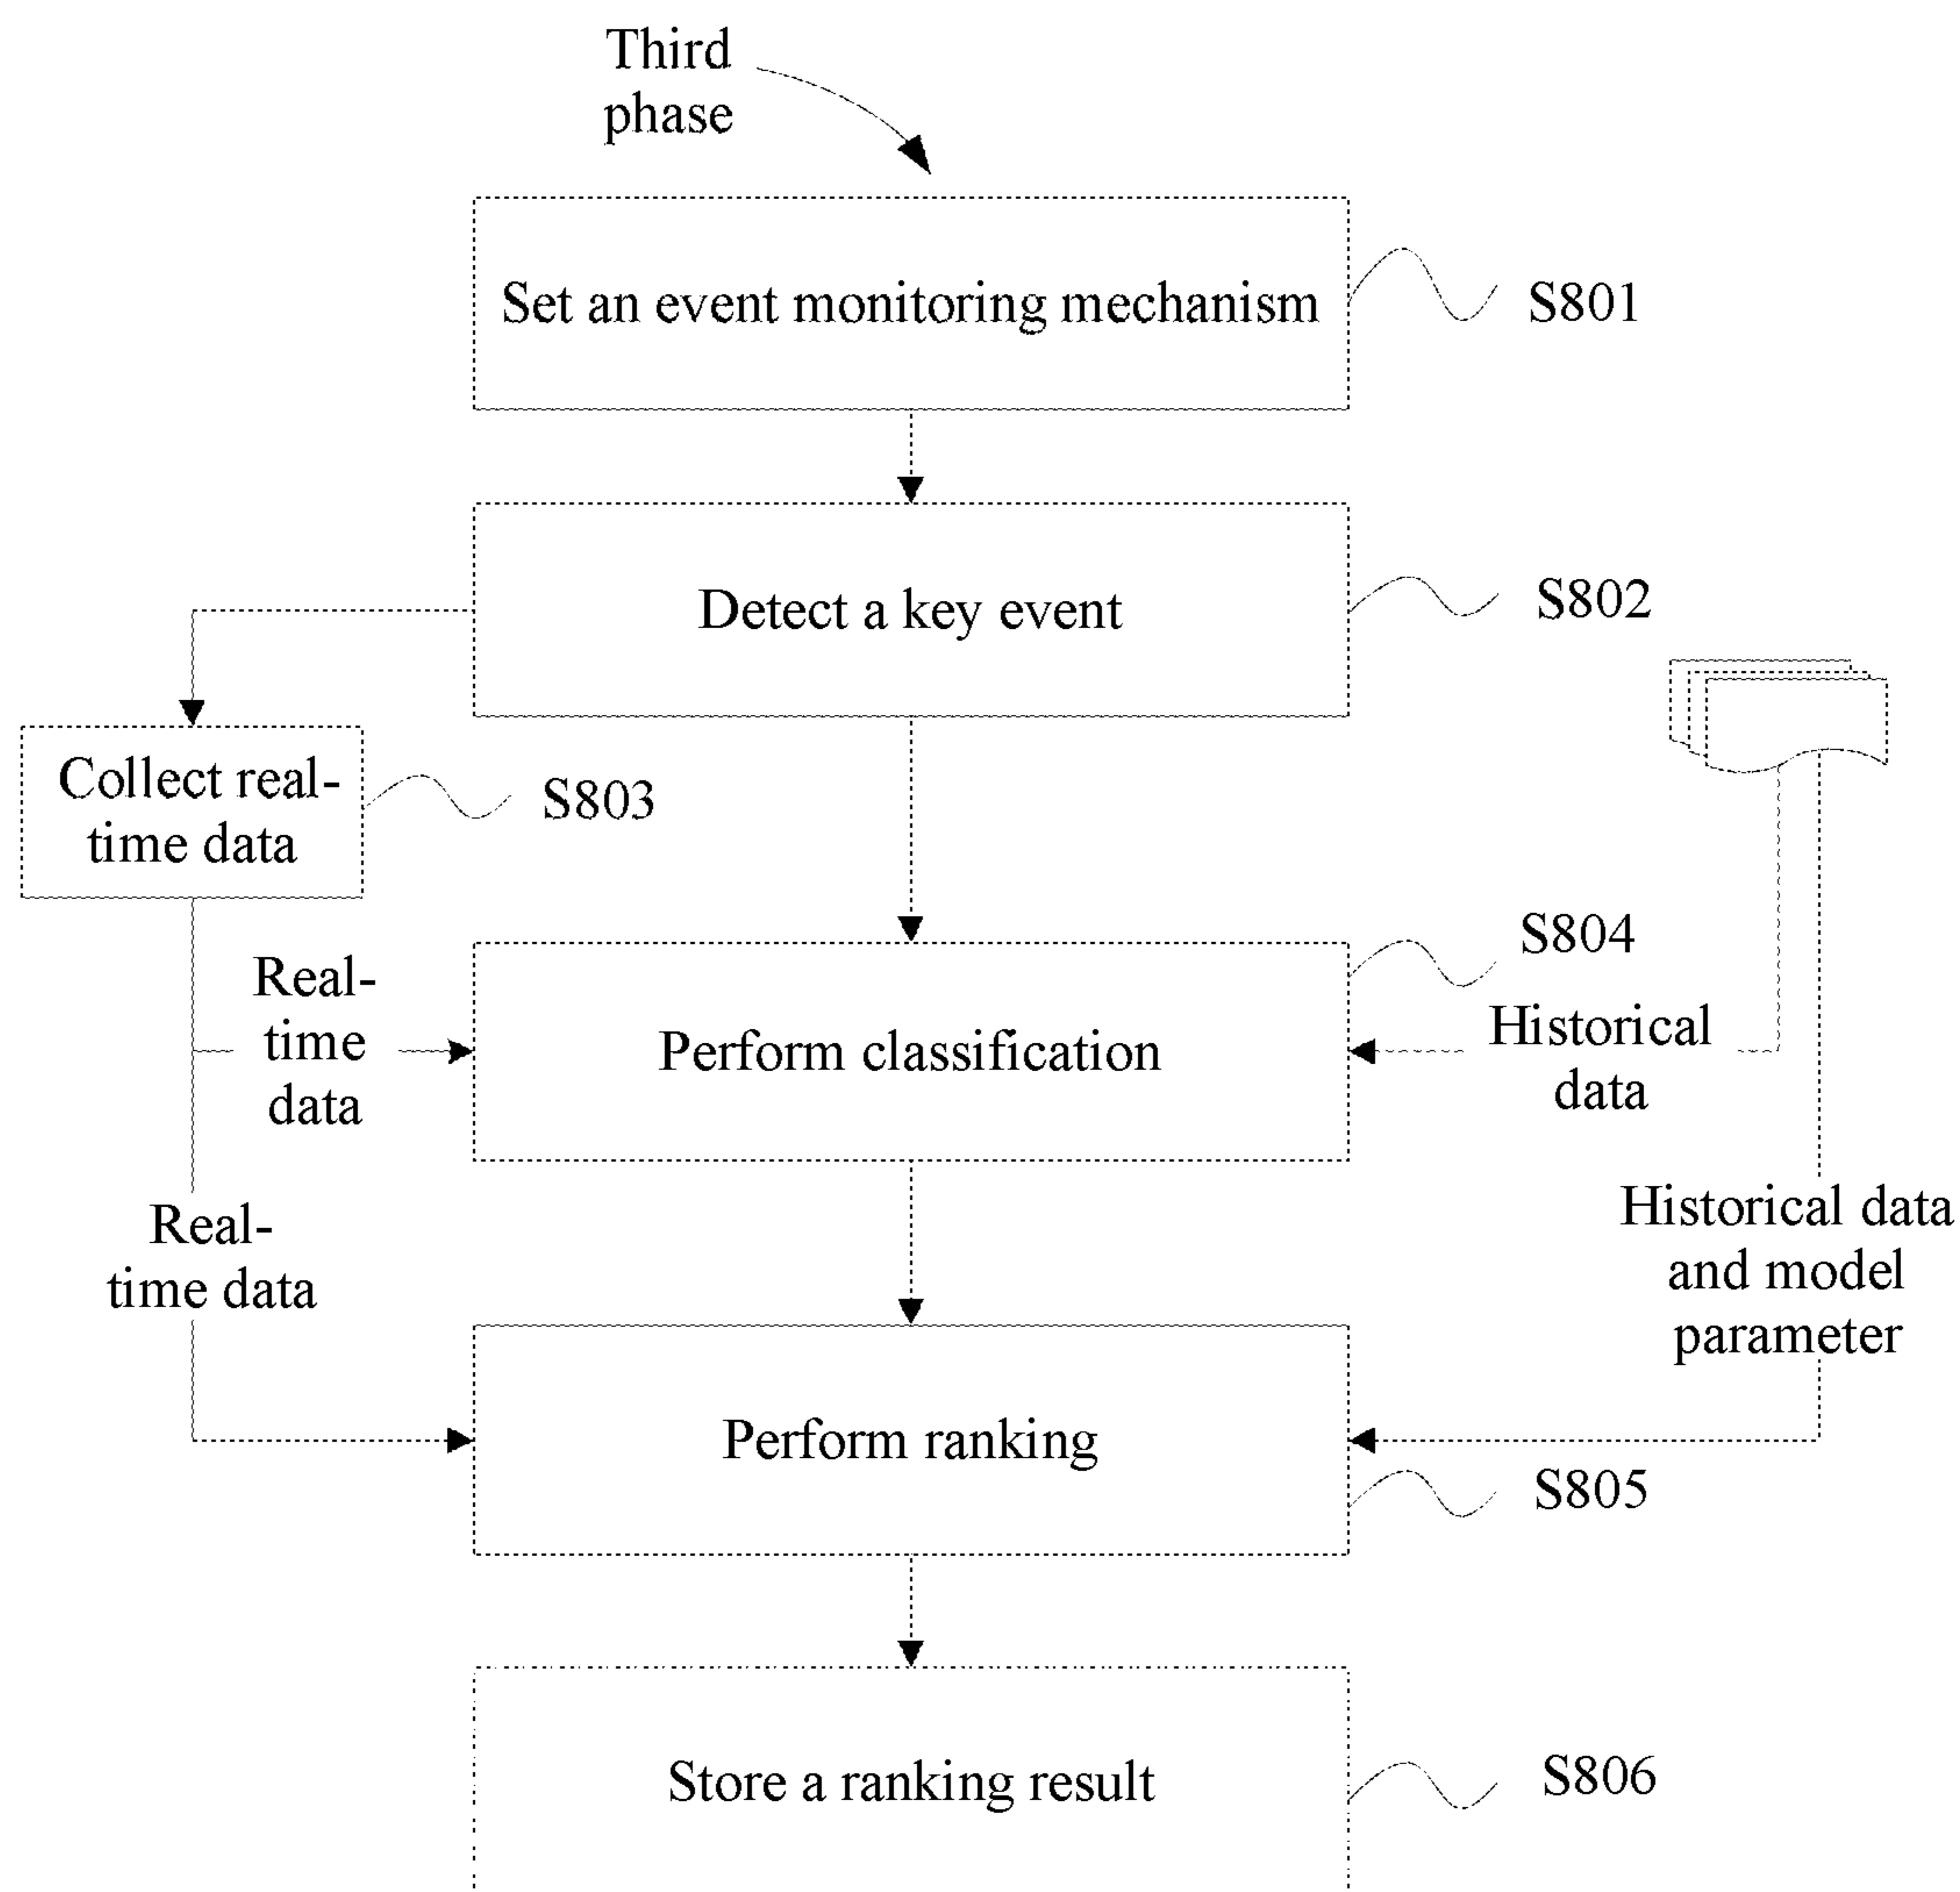 Third
phase
Set an event monitoring mechanism
S801
Detect a key event
S802
Collect real-
time data
S803
S804
Real-
time
data
Perform classification
Historical
data
Real-
time data
Historical data
and model
parameter
Perform ranking
S805
Store a ranking result
S806